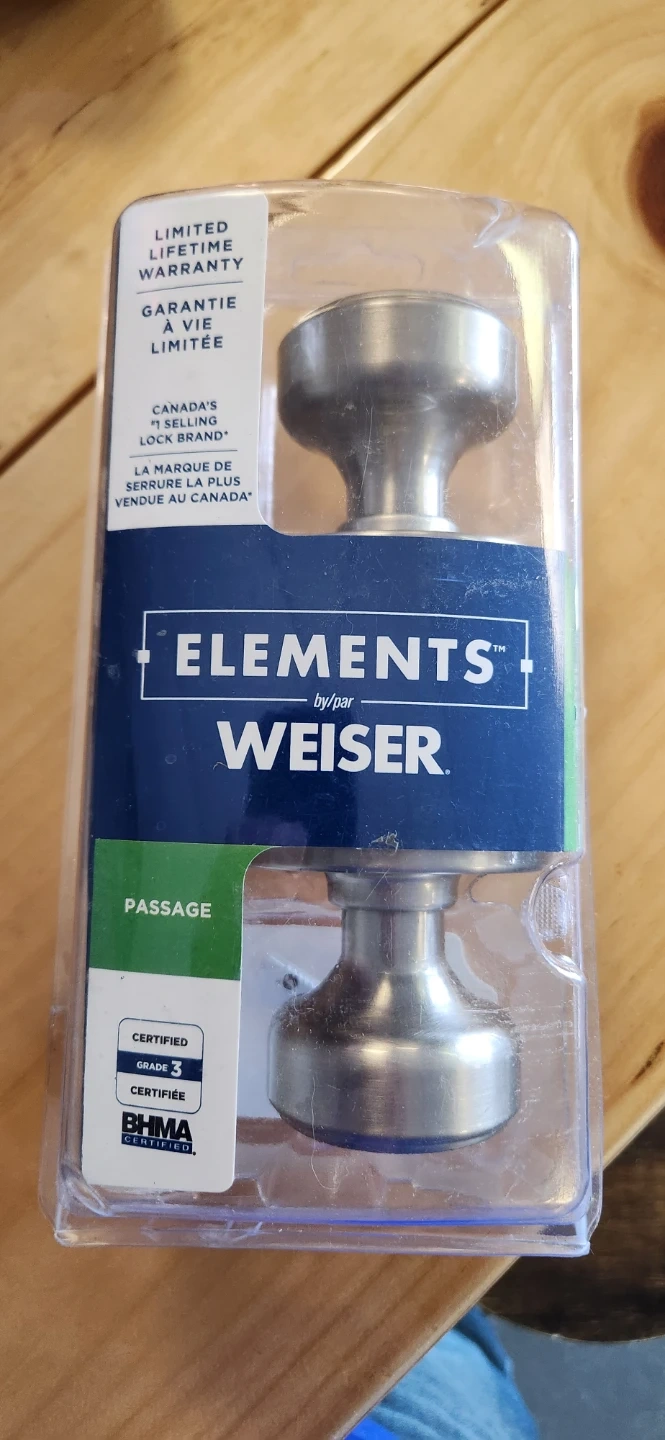 LIMITED
LIFETIME
WARRANTY
GARANTIE
À VIE
LIMITÉE
CANADA'S
#1 SELLING
LOCK BRAND*
LA MARQUE DE
SERRURE LA PLUS
VENDUE AU CANADA*
ELEMENTS™
by/par
WEISER®
PASSAGE
CERTIFIED
GRADE 3
CERTIFIÉE
BHMA
CERTIFIED